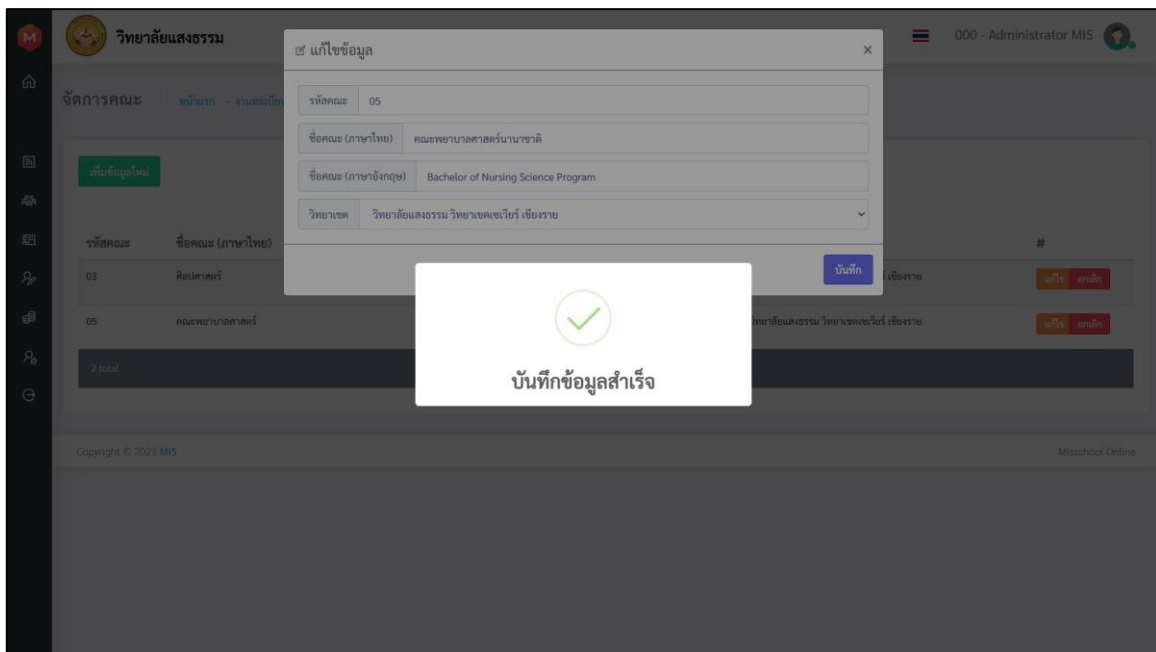 M
วิทยาลัยแสงธรรม
000 - Administrator MIS
แก้ไขข้อมูล
×
จัดการคณะ
หน้าแรก - งานทะเบียน
รหัสคณะ 05
ชื่อคณะ (ภาษาไทย) คณะพยาบาลศาสตร์นานาชาติ
ชื่อคณะ (ภาษาอังกฤษ) Bachelor of Nursing Science Program
วิทยาเขต วิทยาลัยแสงธรรม วิทยาเขตเซเวียร์ เชียงราย
บันทึก
เพิ่มข้อมูลใหม่
รหัสคณะ ชื่อคณะ (ภาษาไทย) #
03 ศิลปศาสตร์ เชียงราย แก้ไข ยกเลิก
05 คณะพยาบาลศาสตร์ วิทยาลัยแสงธรรม วิทยาเขตเซเวียร์ เชียงราย แก้ไข ยกเลิก
2 total
บันทึกข้อมูลสำเร็จ
Copyright © 2021 MIS
Misschool Online